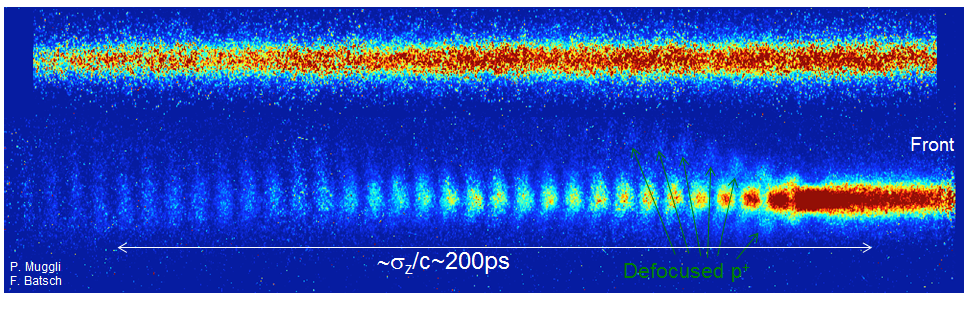 Front
~σz/c~200ps
Defocused p+
P. Muggli
F. Batsch